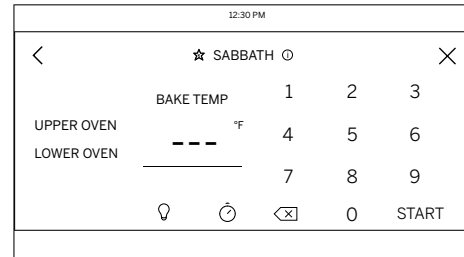 12:30 PM
SABBATH
BAKE TEMP
UPPER OVEN
LOWER OVEN
--- °F
1 2 3
4 5 6
7 8 9
0 START